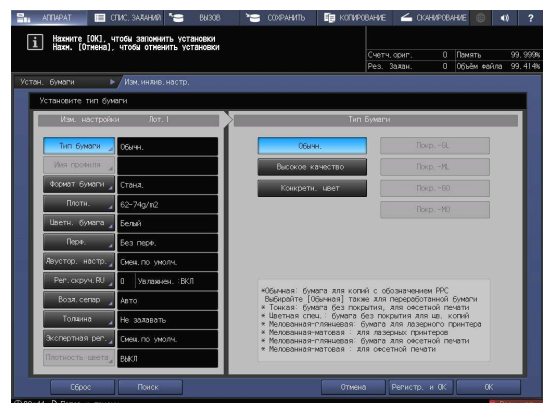 АППАРАТ
СПИС. ЗАДАНИЙ
ВЫЗОВ
СОХРАНИТЬ
КОПИРОВАНИЕ
СКАНИРОВАНИЕ
?
Нажмите [OK], чтобы запомнить установки
Нажм. [Отмена], чтобы отменить установки
Счетч.ориг. 0 Память 99.999%
Рез. Задан. 0 Объём файла 99.414%
Устан. бумаги
Изм.индив.настр.
Установите тип бумаги
Изм. настройки Лот.1
Тип Бумаги
Тип бумаги Обычн.
Имя профиля
Формат бумаги Станд.
Плотн. 62-74g/m2
Цветн. бумага Белый
Перф. Без перф.
Двустор. настр. Смещ.по умолч.
Рег.скруч.RU 0 Увлажнен. :ВКЛ
Возд.сепар Авто
Толщина Не задавать
Экспертная рег. Смещ.по умолч.
Плотность цвета ВЫКЛ
Обычн.
Высокое качество
Конкретн. цвет
Покр.-GL
Покр.-ML
Покр.-GO
Покр.-MO
*Обычная: бумага для копий с обозначением PPC
Выбирайте [Обычная] также для переработанной бумаги
* Тонкая: бумага без покрытия, для офсетной печати
* Цветная спец.: бумага без покрытия для цв. копий
* Мелованная-глянцевая: бумага для лазерного принтера
* Мелованная-матовая : для лазерных принтеров
* Мелованная-глянцевая: бумага для офсетной печати
* Мелованная-матовая : для офсетной печати
Сброс
Поиск
Отмена
Регистр. и OK
OK